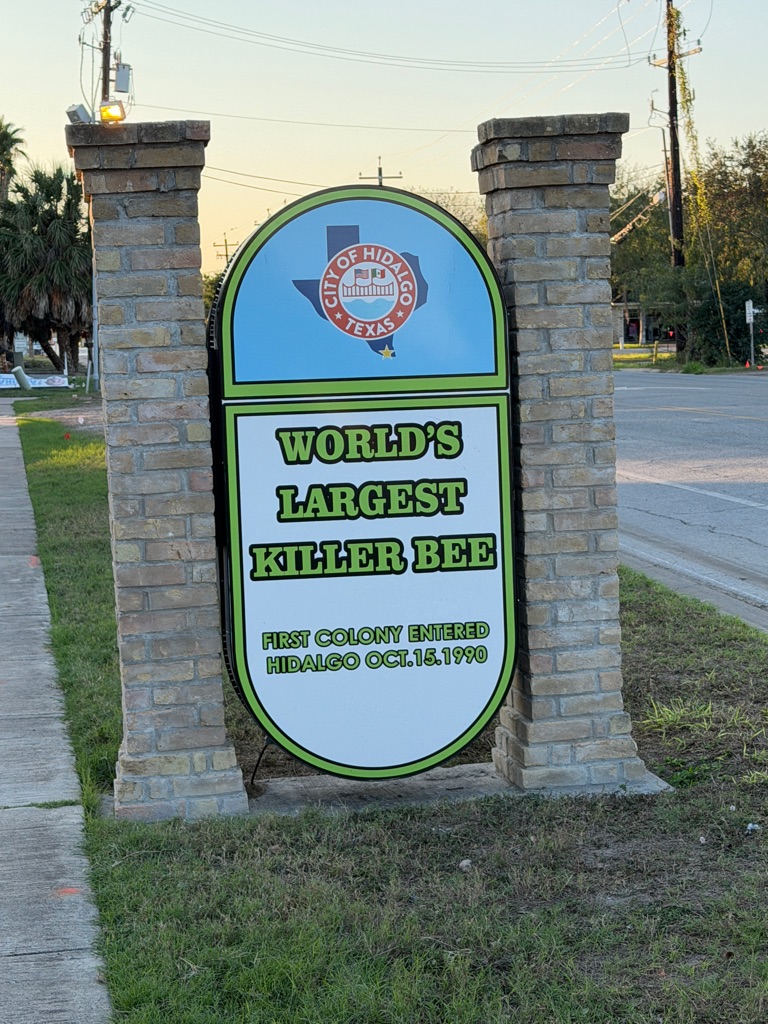 CITY OF HIDALGO
TEXAS
WORLD'S
LARGEST
KILLER BEE
FIRST COLONY ENTERED
HIDALGO OCT.15.1990